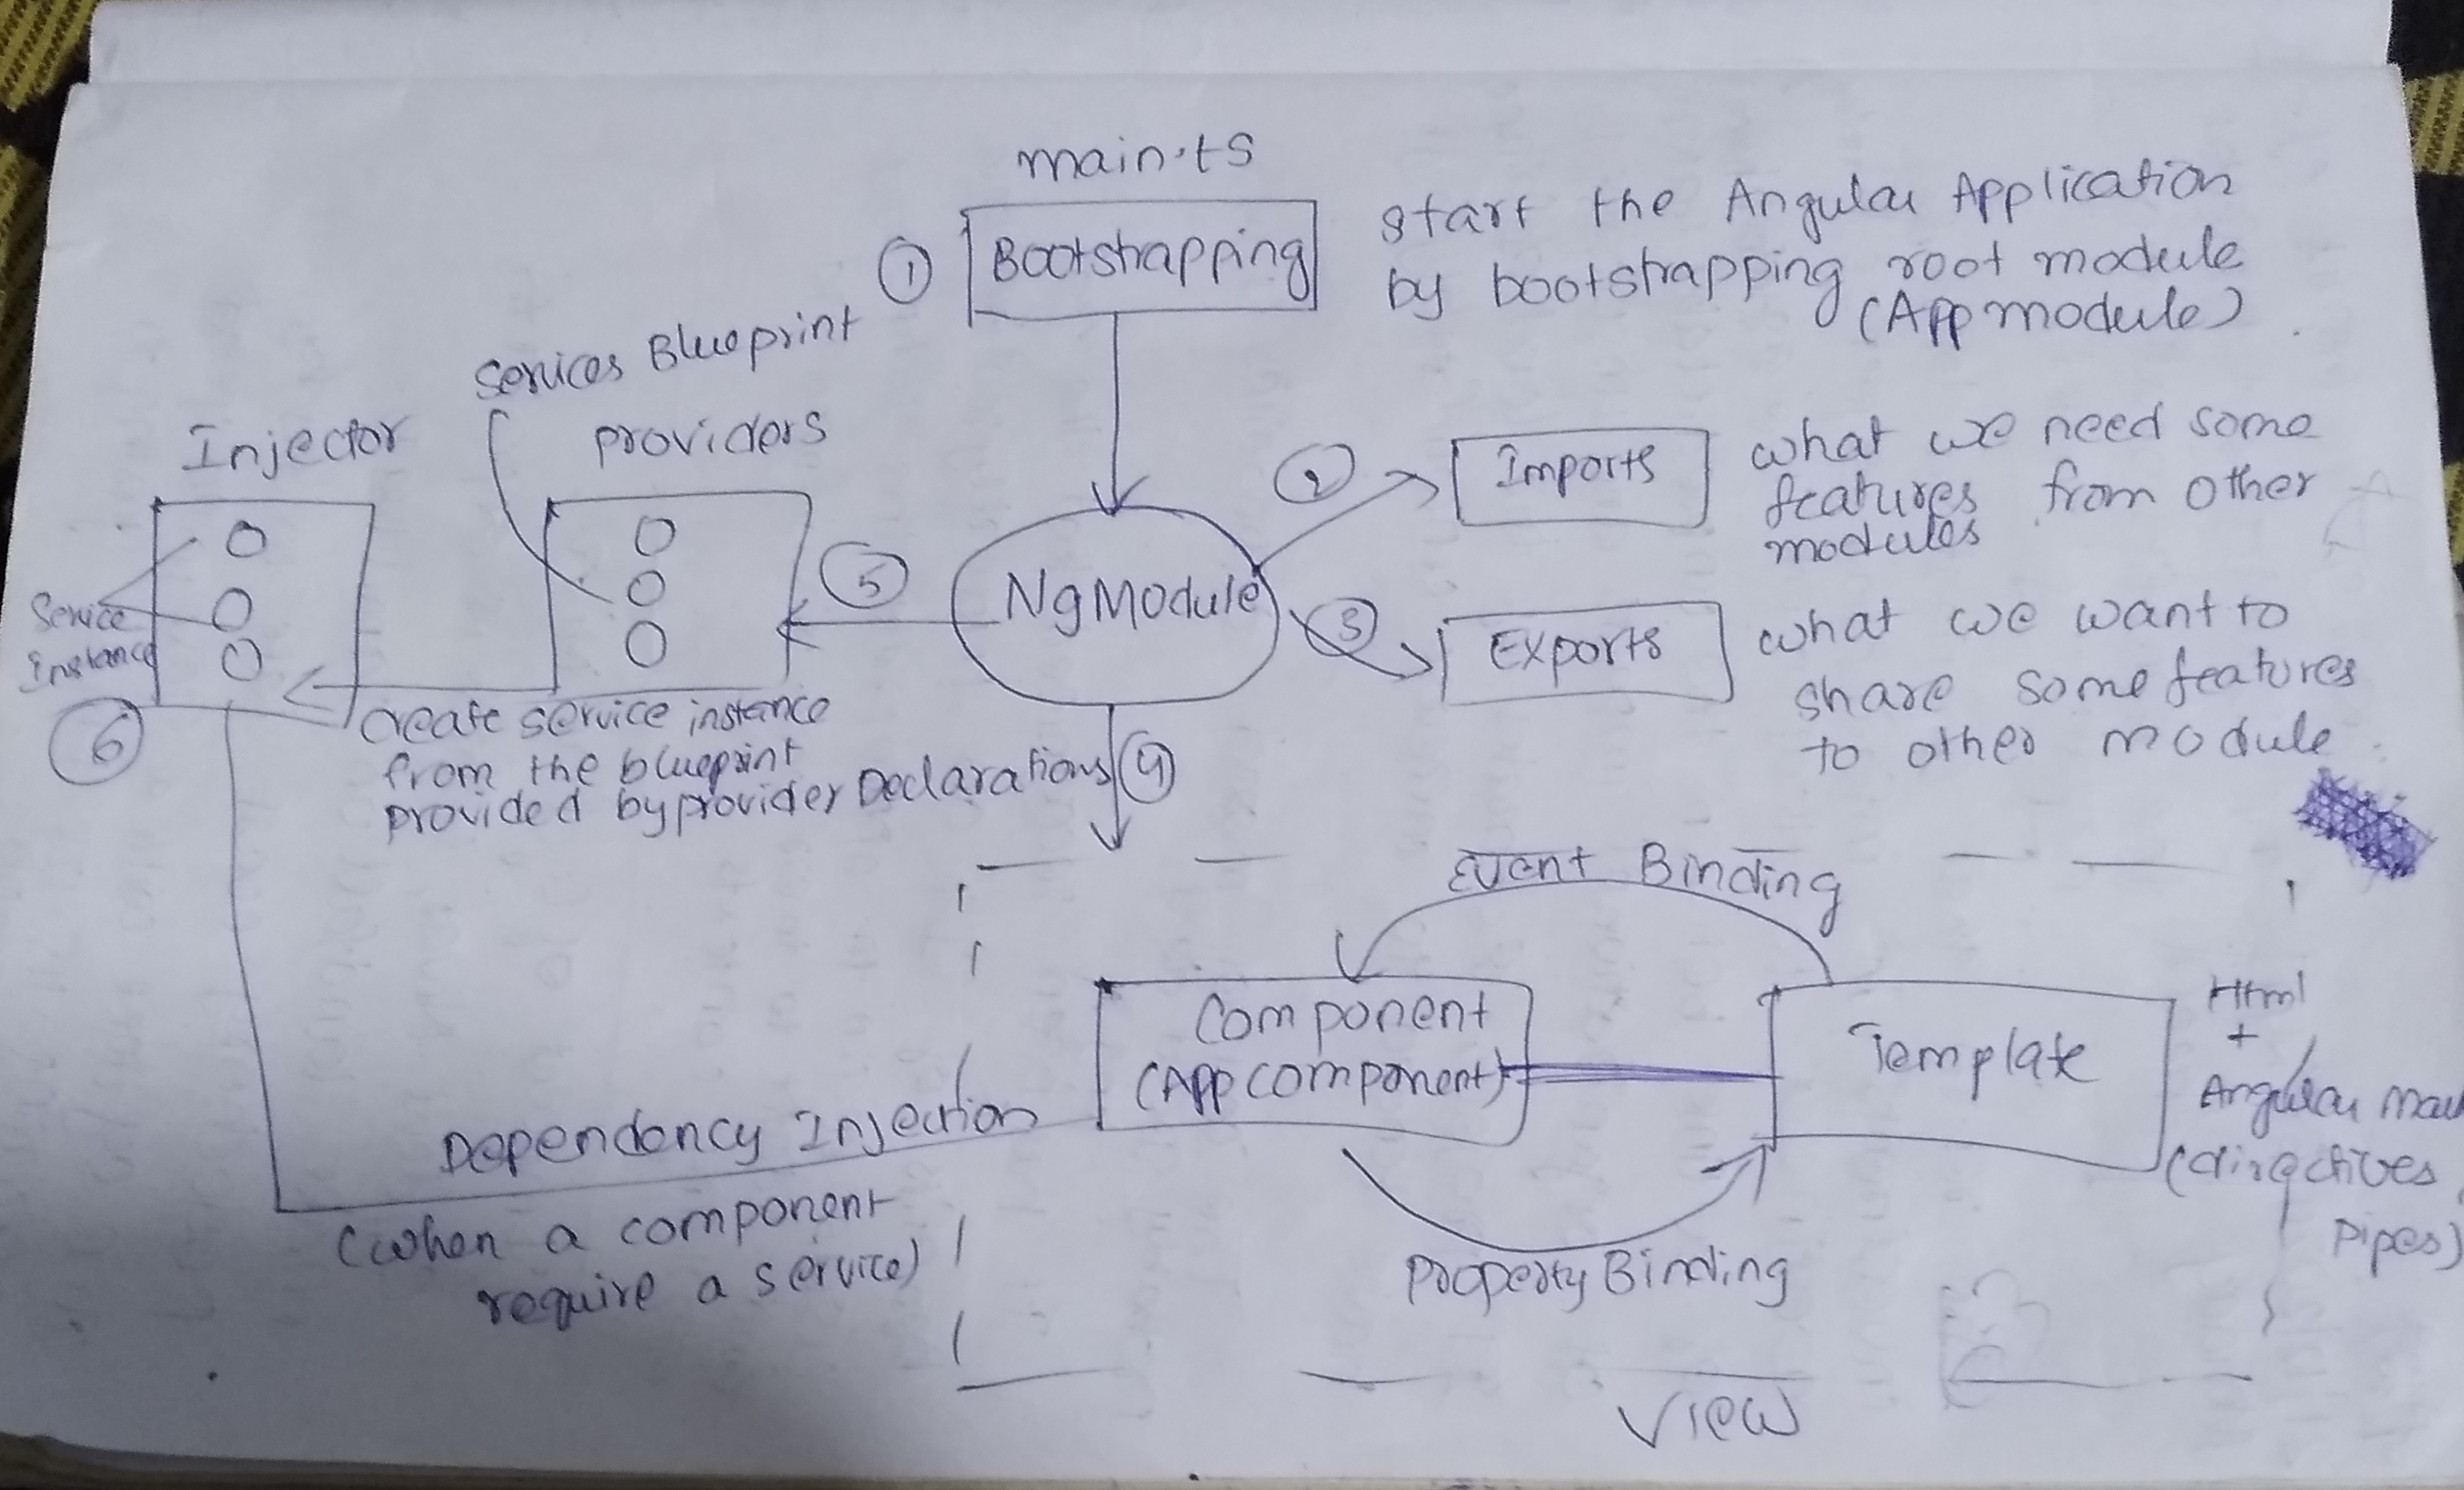 main.ts
① Bootstrapping
start the Angular Application
by bootstrapping root module
(App module)
Services Blueprint
Injector
providers
② Imports
what we need some
features from other
modules
⑤
NgModule
③ Exports
what we want to
share some features
to other module
Service
instance
⑥
create service instance
from the blueprint
provided by provider
Declarations ④
Event Binding
Component
(App component)
Template
Html
+
Angular
(directives
pipes)
Dependency Injection
(when a component
require a service)
Property Binding
View